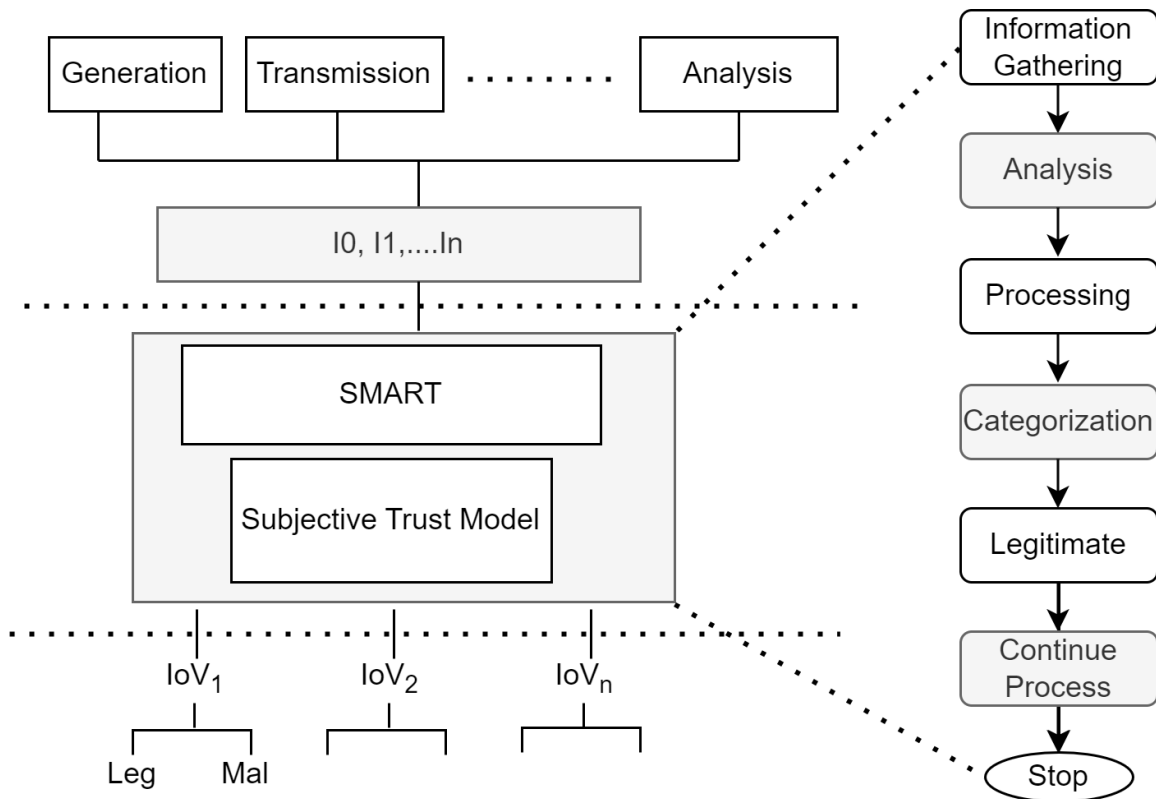 Generation
Transmission
Analysis
I0, I1,....In
SMART
Subjective Trust Model
IoV1
IoV2
IoVn
Leg
Mal
Information
Gathering
Analysis
Processing
Categorization
Legitimate
Continue
Process
Stop